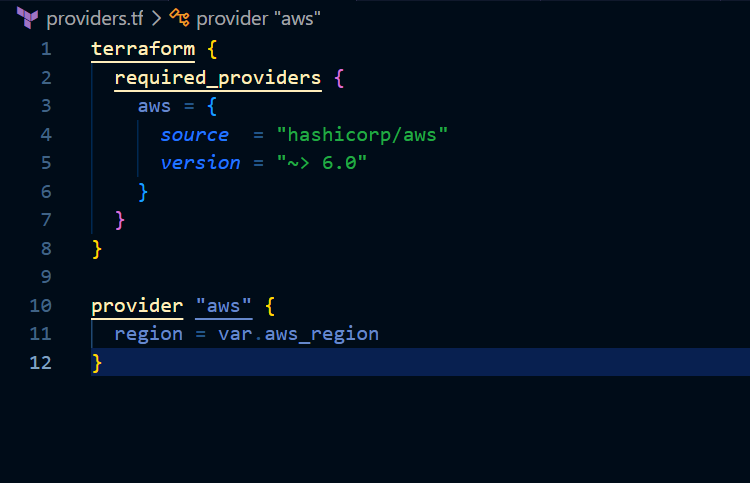 providers.tf > provider "aws"
1 terraform {
2   required_providers {
3     aws = {
4       source  = "hashicorp/aws"
5       version = "~> 6.0"
6     }
7   }
8 }
9
10 provider "aws" {
11   region = var.aws_region
12 }